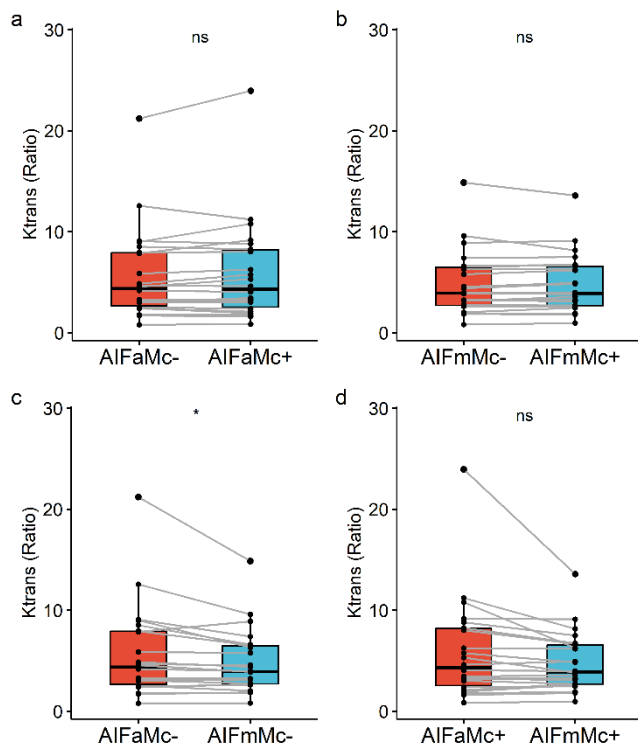 a
ns
30
20
10
0
Ktrans (Ratio)
AIFaMc- AIFaMc+
b
ns
30
20
10
0
Ktrans (Ratio)
AIFmMc- AIFmMc+
c
*
30
20
10
0
Ktrans (Ratio)
AIFaMc- AIFmMc-
d
ns
30
20
10
0
Ktrans (Ratio)
AIFaMc+ AIFmMc+